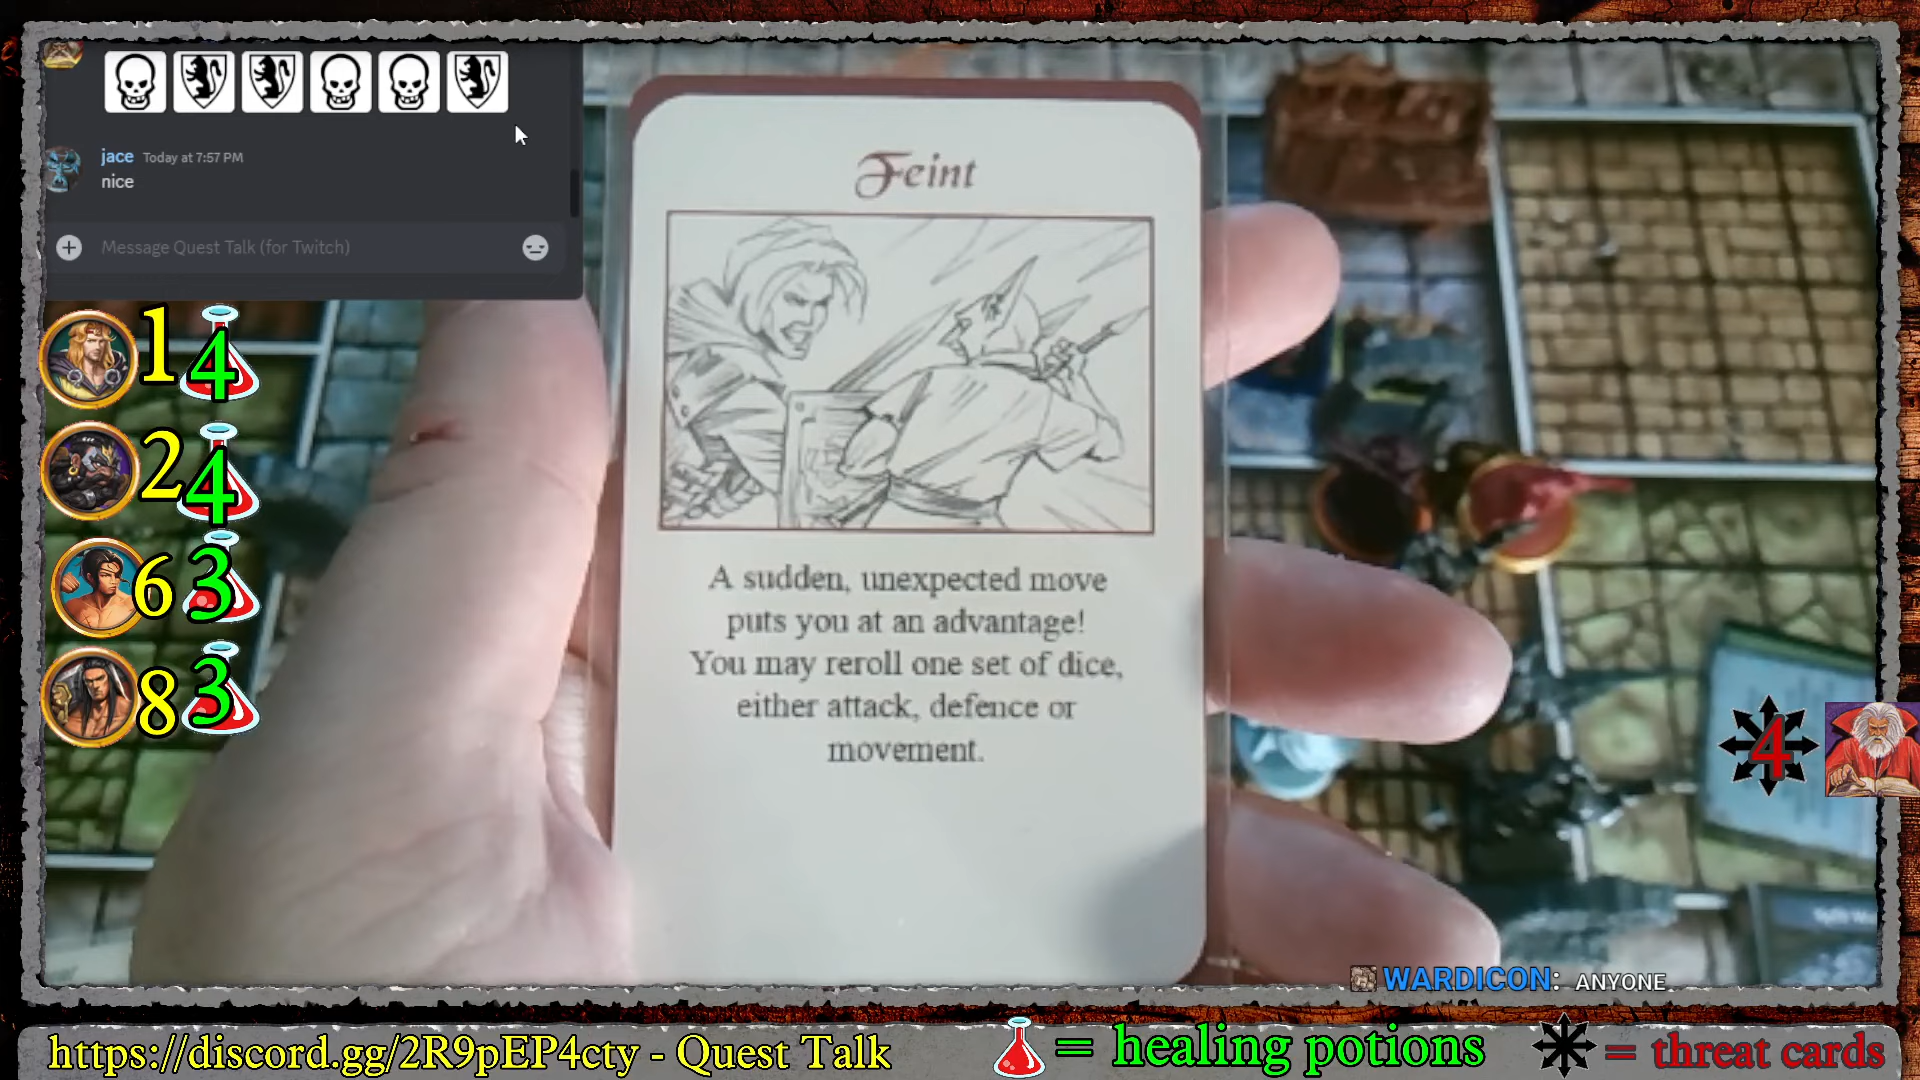 jace Today at 7:57 PM
nice
Message Quest Talk (for Twitch)
1 4
2 4
6 3
8 3
Feint
A sudden, unexpected move
puts you at an advantage!
You may reroll one set of dice,
either attack, defence or
movement.
4
WARDICON: ANYONE
https://discord.gg/2R9pEP4cty - Quest Talk
= healing potions
= threat cards